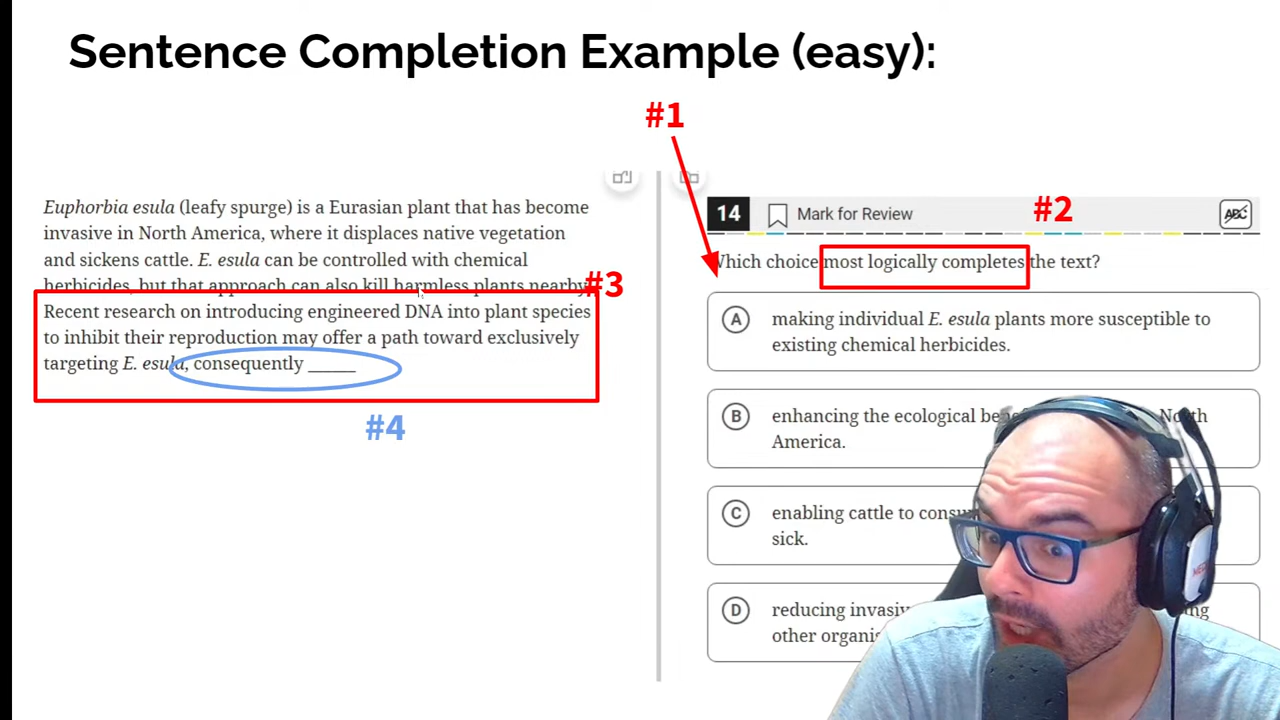 Sentence Completion Example (easy):
#1
Euphorbia esula (leafy spurge) is a Eurasian plant that has become
invasive in North America, where it displaces native vegetation
and sickens cattle. E. esula can be controlled with chemical
herbicides, but that approach can also kill harmless plants nearby.
#3
Recent research on introducing engineered DNA into plant species
to inhibit their reproduction may offer a path toward exclusively
targeting E. esula, consequently ______
#4
14
Mark for Review
#2
ABC
Which choice most logically completes the text?
A
making individual E. esula plants more susceptible to
existing chemical herbicides.
B
enhancing the ecological North
America.
C
enabling cattle to
sick.
D
reducing
other